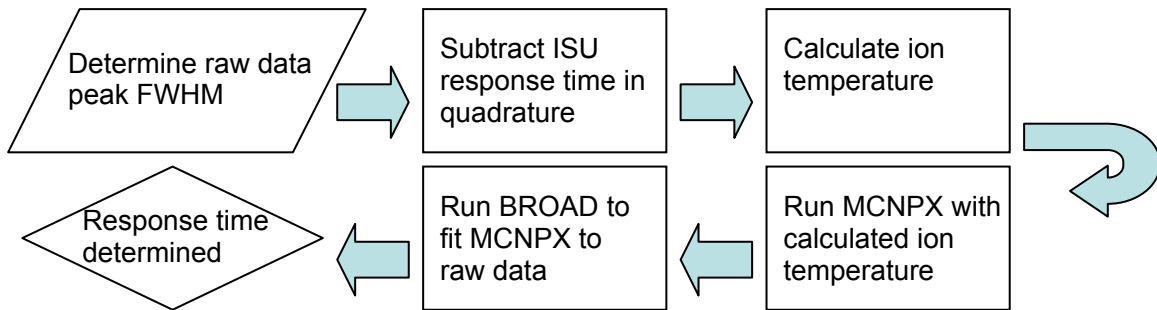 Determine raw data
peak FWHM
Subtract ISU
response time in
quadrature
Calculate ion
temperature
Run MCNPX with
calculated ion
temperature
Run BROAD to
fit MCNPX to
raw data
Response time
determined